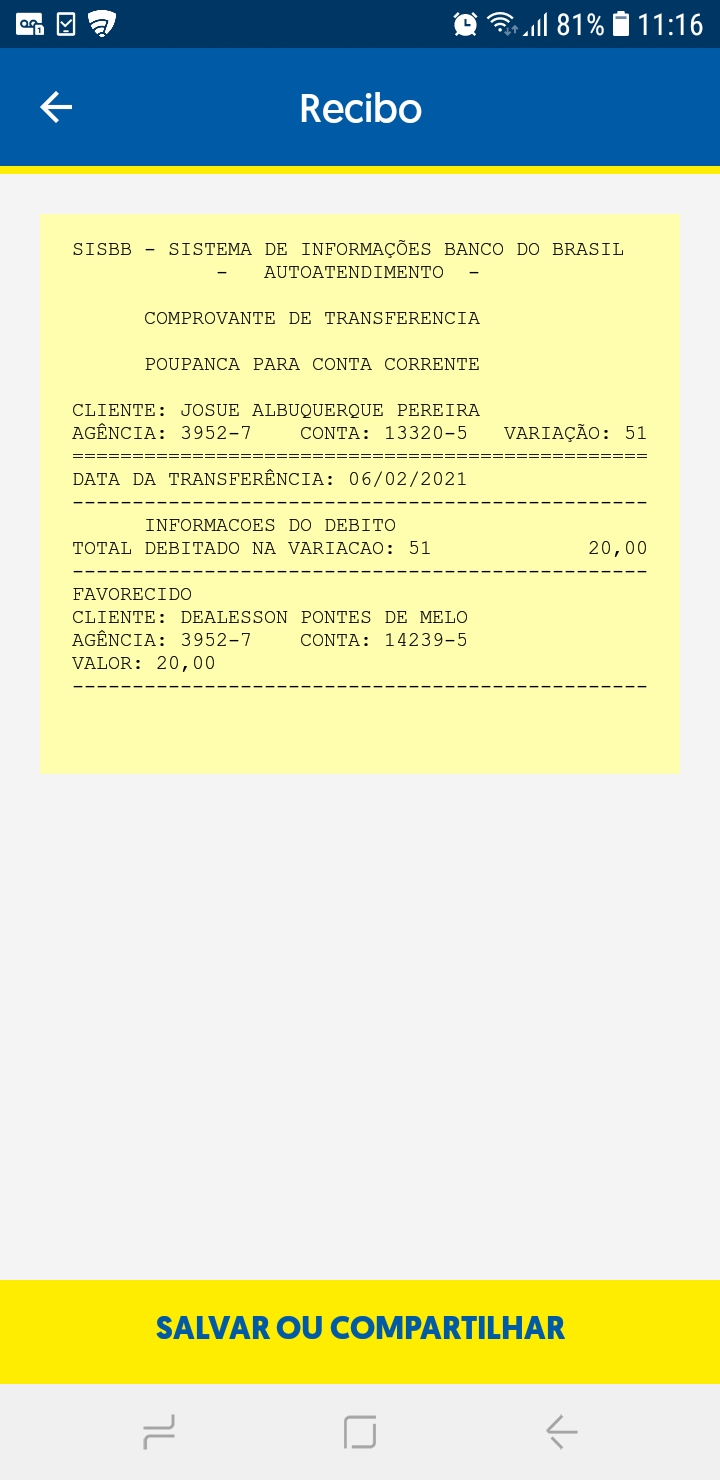 81% 11:16
Recibo
SISBB - SISTEMA DE INFORMAÇÕES BANCO DO BRASIL
- AUTOATENDIMENTO -
COMPROVANTE DE TRANSFERENCIA
POUPANCA PARA CONTA CORRENTE
CLIENTE: JOSUE ALBUQUERQUE PEREIRA
AGÊNCIA: 3952-7 CONTA: 13320-5 VARIAÇÃO: 51
================================================
DATA DA TRANSFERÊNCIA: 06/02/2021
------------------------------------------------
INFORMACOES DO DEBITO
TOTAL DEBITADO NA VARIACAO: 51 20,00
------------------------------------------------
FAVORECIDO
CLIENTE: DEALESSON PONTES DE MELO
AGÊNCIA: 3952-7 CONTA: 14239-5
VALOR: 20,00
------------------------------------------------
SALVAR OU COMPARTILHAR